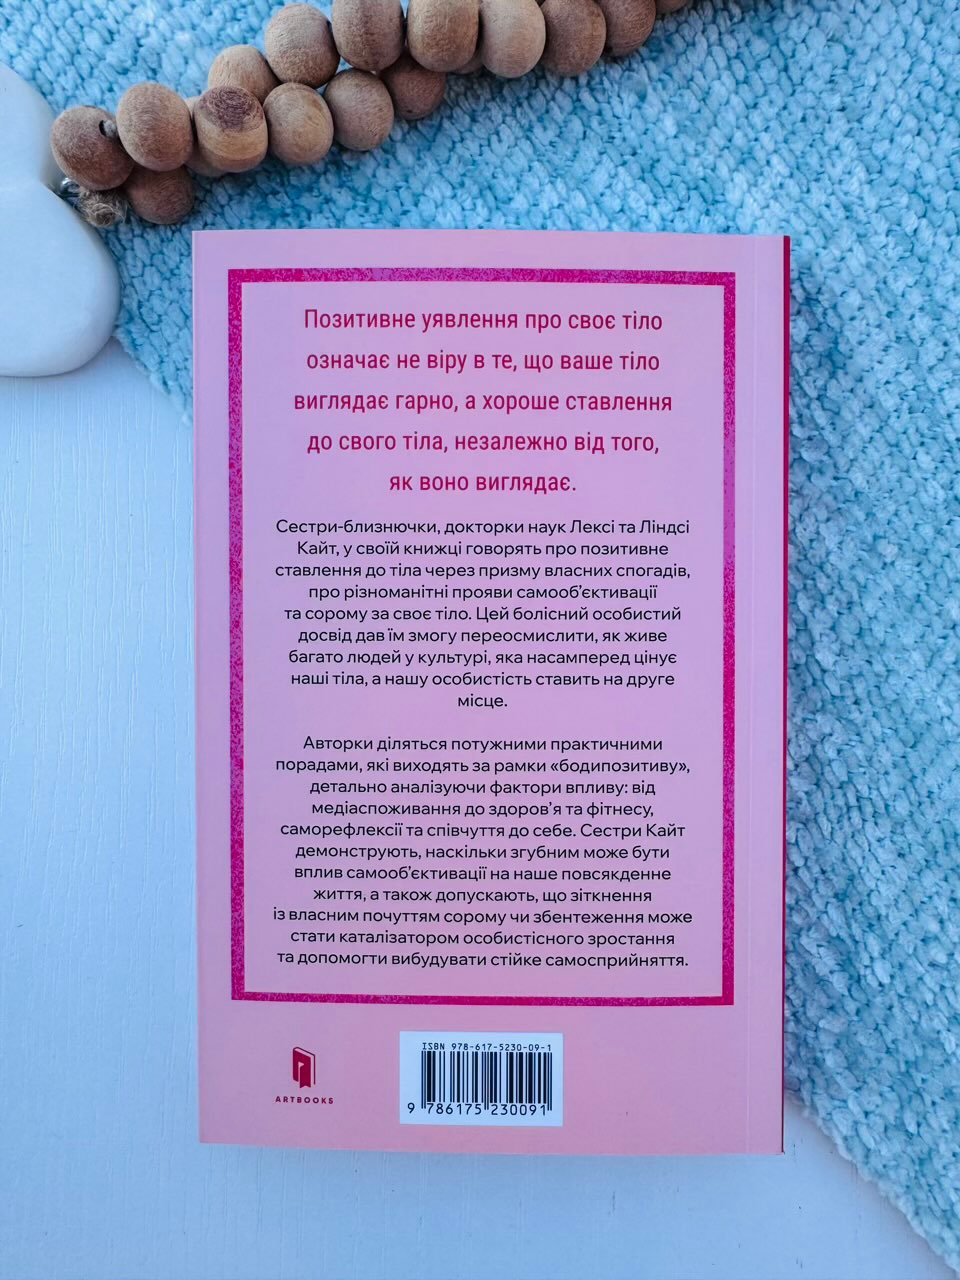 Позитивне уявлення про своє тіло
означає не віру в те, що ваше тіло
виглядає гарно, а хороше ставлення
до свого тіла, незалежно від того,
як воно виглядає.
Сестри-близнючки, докторки наук Лексі та Ліндсі
Кайт, у своїй книжці говорять про позитивне
ставлення до тіла через призму власних спогадів,
про різноманітні прояви самооб’єктивації
та сорому за своє тіло. Цей болісний особистий
досвід дав їм змогу переосмислити, як живе
багато людей у культурі, яка насамперед цінує
наші тіла, а нашу особистість ставить на друге
місце.
Авторки діляться потужними практичними
порадами, які виходять за рамки «бодипозитиву»,
детально аналізуючи фактори впливу: від
медіаспоживання до здоров’я та фітнесу,
саморефлексії та співчуття до себе. Сестри Кайт
демонструють, наскільки згубним може бути
вплив самооб’єктивації на наше повсякденне
життя, а також допускають, що зіткнення
із власним почуттям сорому чи збентеження може
стати каталізатором особистісного зростання
та допомогти вибудувати стійке самосприйняття.
ISBN 978-617-5230-09-1
ARTBOOKS
9 786175 230091